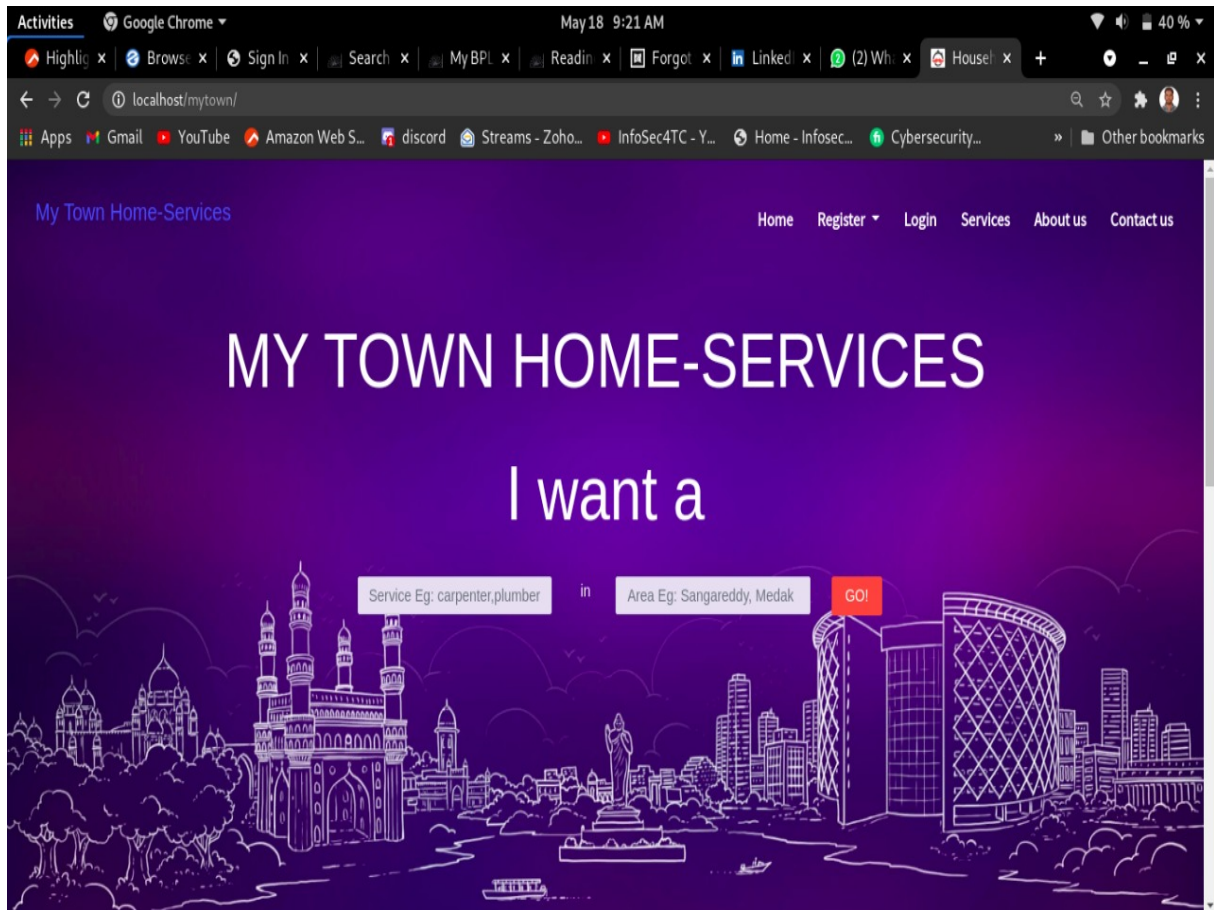 Activities Google Chrome May 18 9:21 AM 40 %
Highlig Browse Sign In Search My BPL Readin Forgot LinkedI (2) Wha Househ
localhost/mytown/
Apps Gmail YouTube Amazon Web S... discord Streams - Zoho... InfoSec4TC - Y... Home - Infosec... Cybersecurity... » Other bookmarks
My Town Home-Services Home Register Login Services About us Contact us
MY TOWN HOME-SERVICES
I want a
Service Eg: carpenter,plumber in Area Eg: Sangareddy, Medak GO!